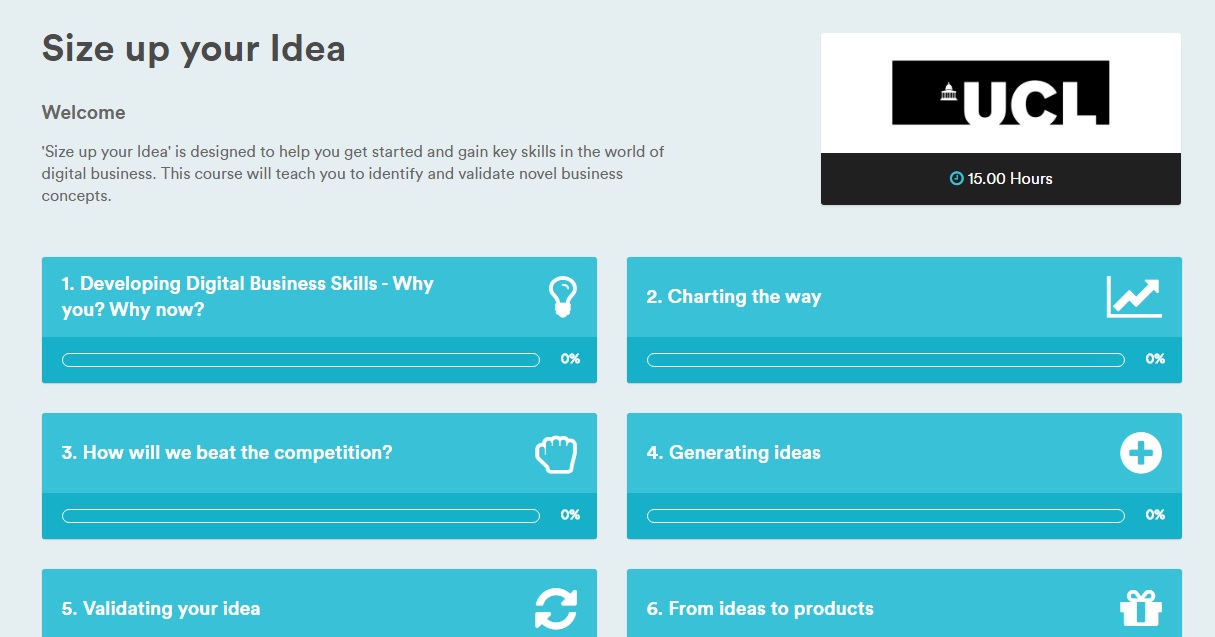 Size up your Idea
UCL
Welcome
'Size up your Idea' is designed to help you get started and gain key skills in the world of
digital business. This course will teach you to identify and validate novel business
concepts.
15.00 Hours
1. Developing Digital Business Skills - Why
you? Why now?
0%
2. Charting the way
0%
3. How will we beat the competition?
0%
4. Generating ideas
0%
5. Validating your idea
6. From ideas to products